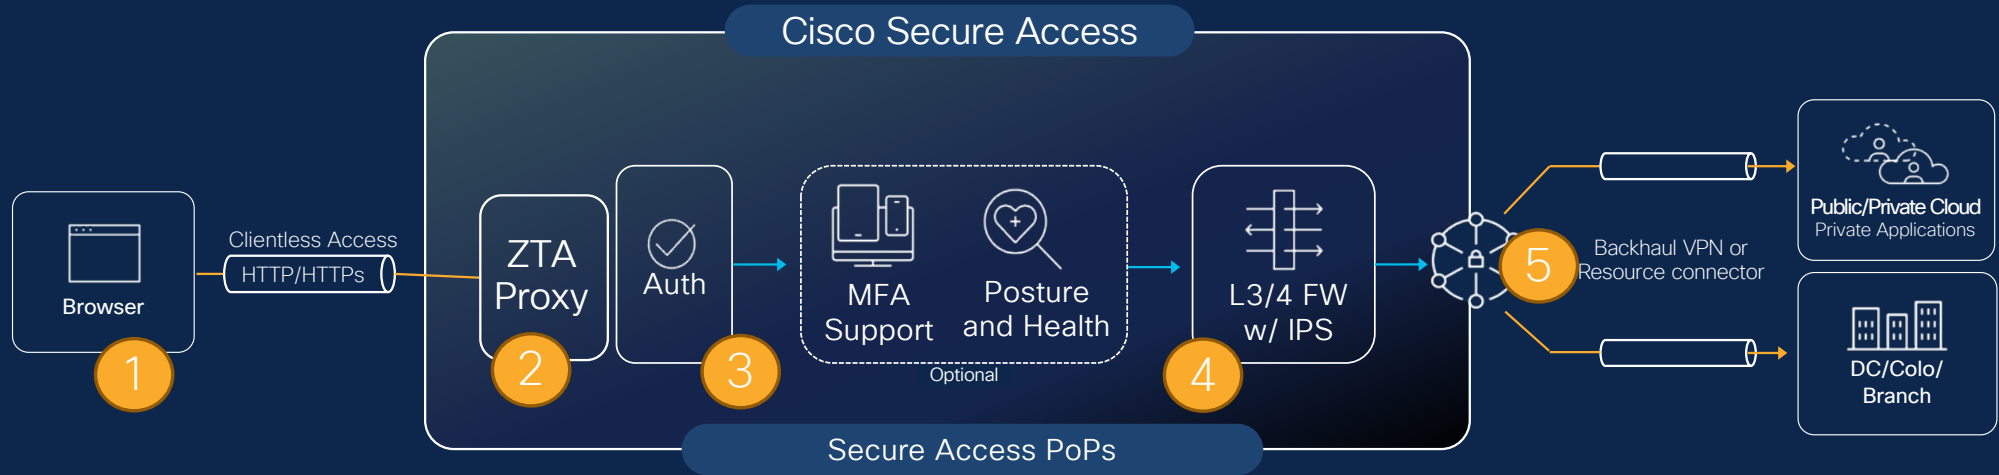 Cisco Secure Access
Browser
1
Clientless Access
HTTP/HTTPs
ZTA
Proxy
2
Auth
3
MFA
Support
Posture
and Health
Optional
L3/4 FW
w/ IPS
4
5
Backhaul VPN or
Resource connector
Public/Private Cloud
Private Applications
DC/Colo/
Branch
Secure Access PoPs